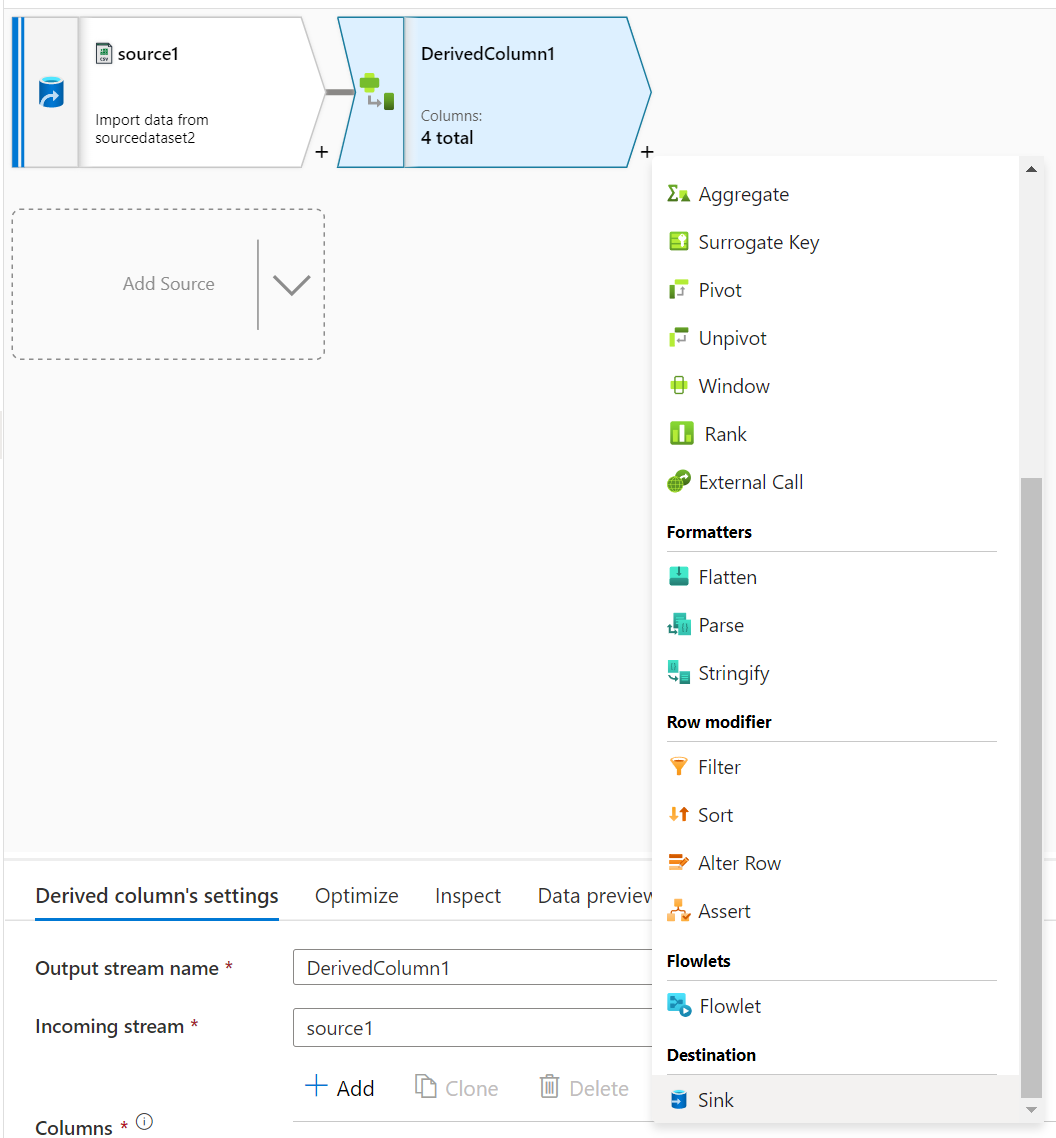 source1
CSV
Import data from
sourcedataset2
+
DerivedColumn1
Columns:
4 total
+
Add Source
Aggregate
Surrogate Key
Pivot
Unpivot
Window
Rank
External Call
Formatters
Flatten
Parse
Stringify
Row modifier
Filter
Sort
Alter Row
Assert
Flowlets
Flowlet
Destination
Sink
Derived column's settings
Optimize
Inspect
Data preview
Output stream name *
DerivedColumn1
Incoming stream *
source1
+ Add
Clone
Delete
Columns * i